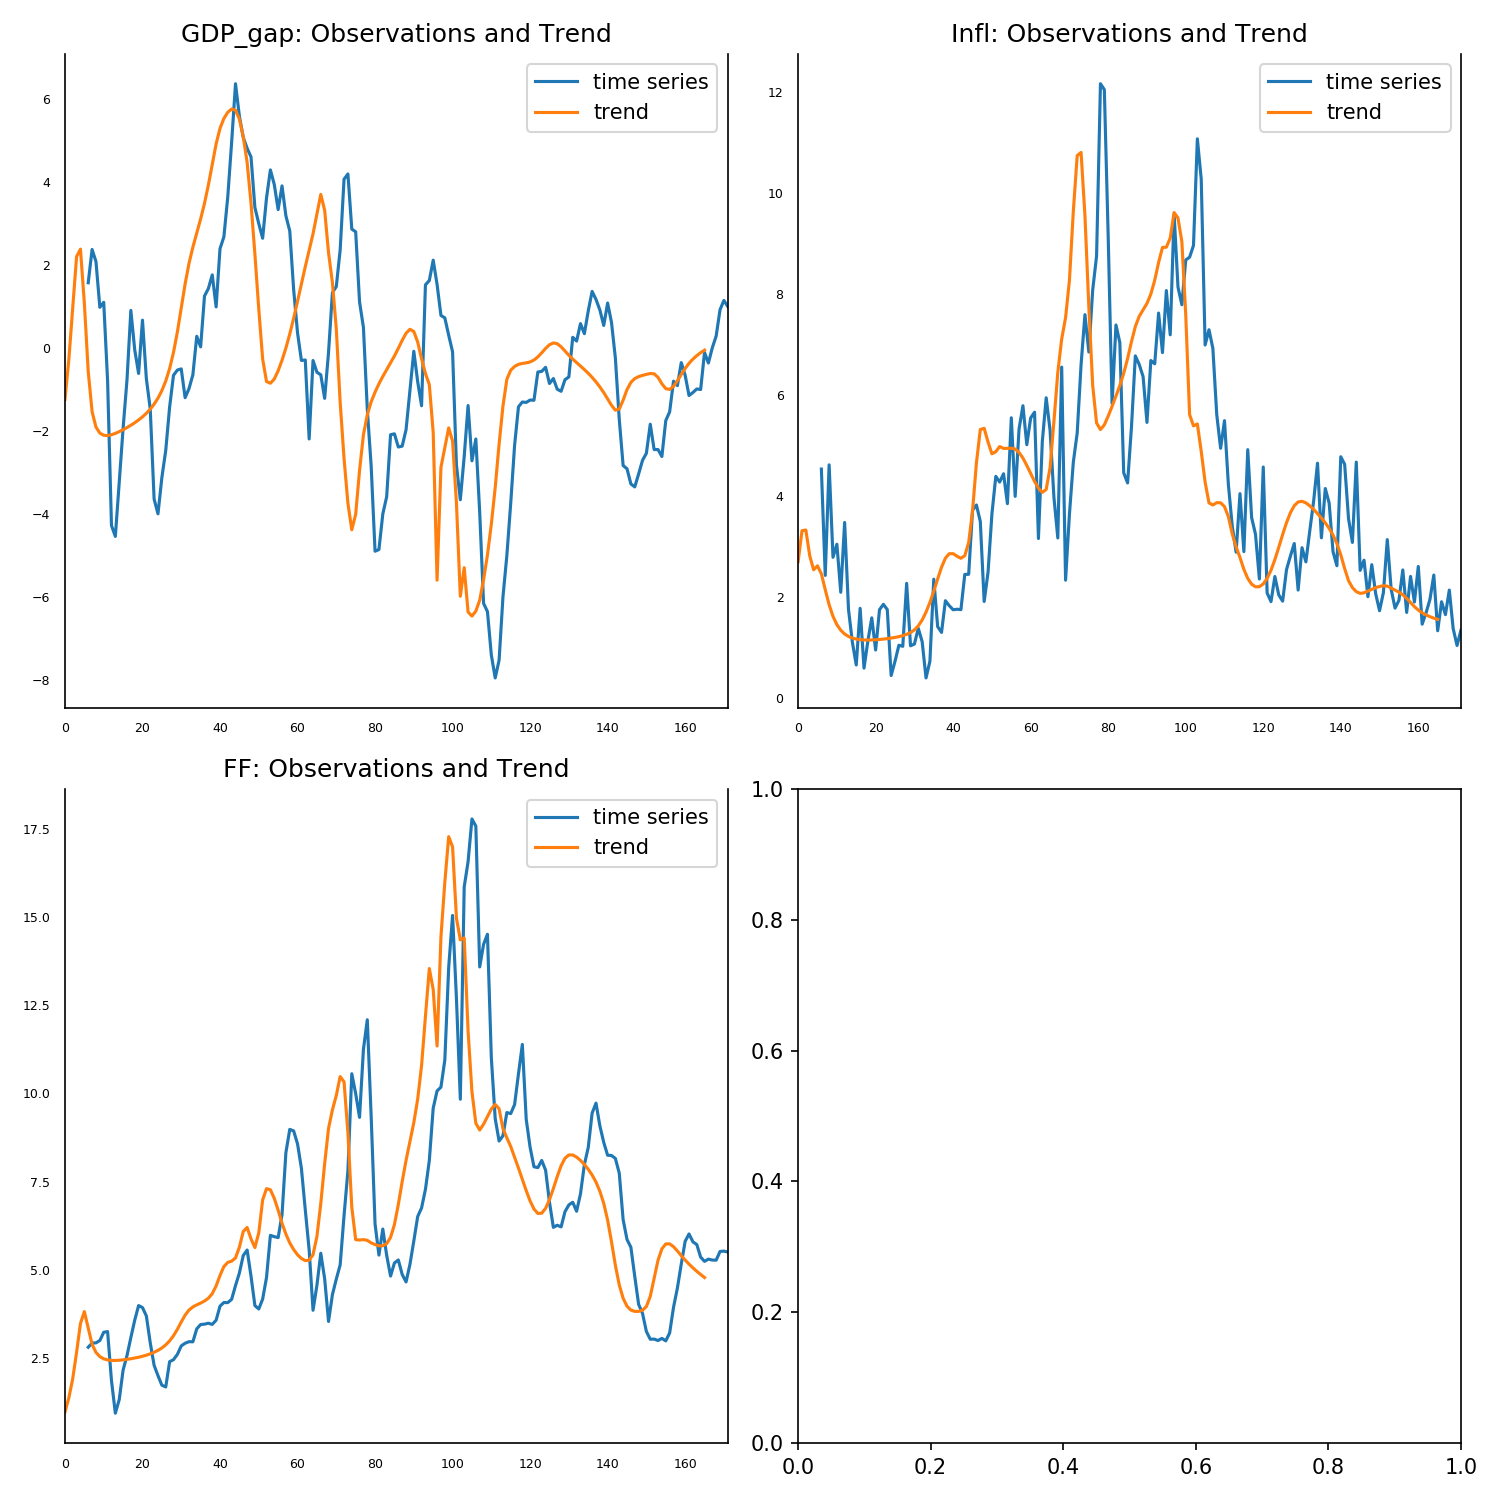 GDP_gap: Observations and Trend
time series
trend
6
4
2
0
−2
−4
−6
−8
0 20 40 60 80 100 120 140 160
Infl: Observations and Trend
time series
trend
12
10
8
6
4
2
0
0 20 40 60 80 100 120 140 160
FF: Observations and Trend
time series
trend
17.5
15.0
12.5
10.0
7.5
5.0
2.5
0 20 40 60 80 100 120 140 160
1.0
0.8
0.6
0.4
0.2
0.0
0.0 0.2 0.4 0.6 0.8 1.0